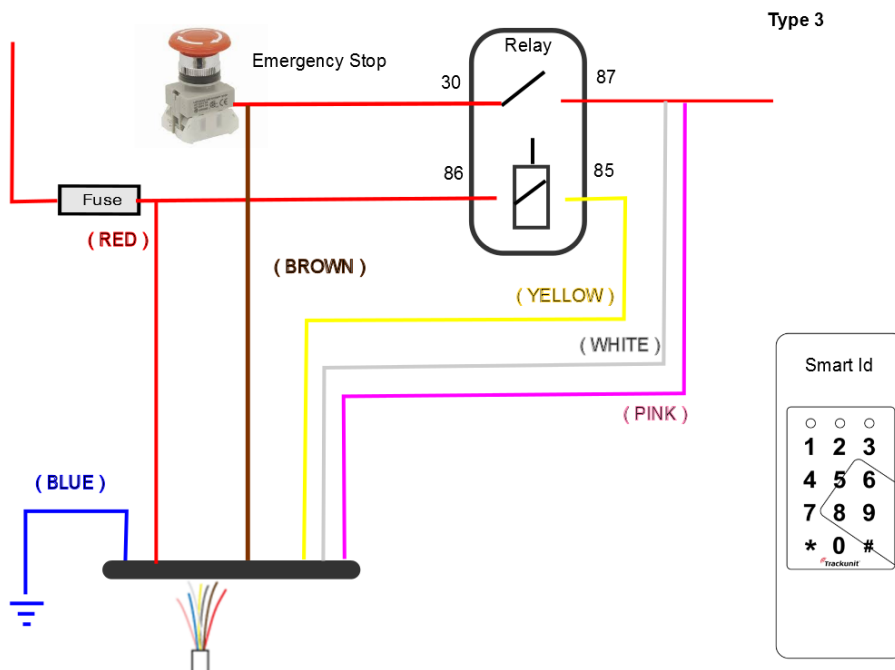 Type 3
Emergency Stop
Relay
30
87
86
85
Fuse
( RED )
( BROWN )
( YELLOW )
( WHITE )
( PINK )
( BLUE )
Smart Id
1 2 3
4 5 6
7 8 9
* 0 #
Trackunit